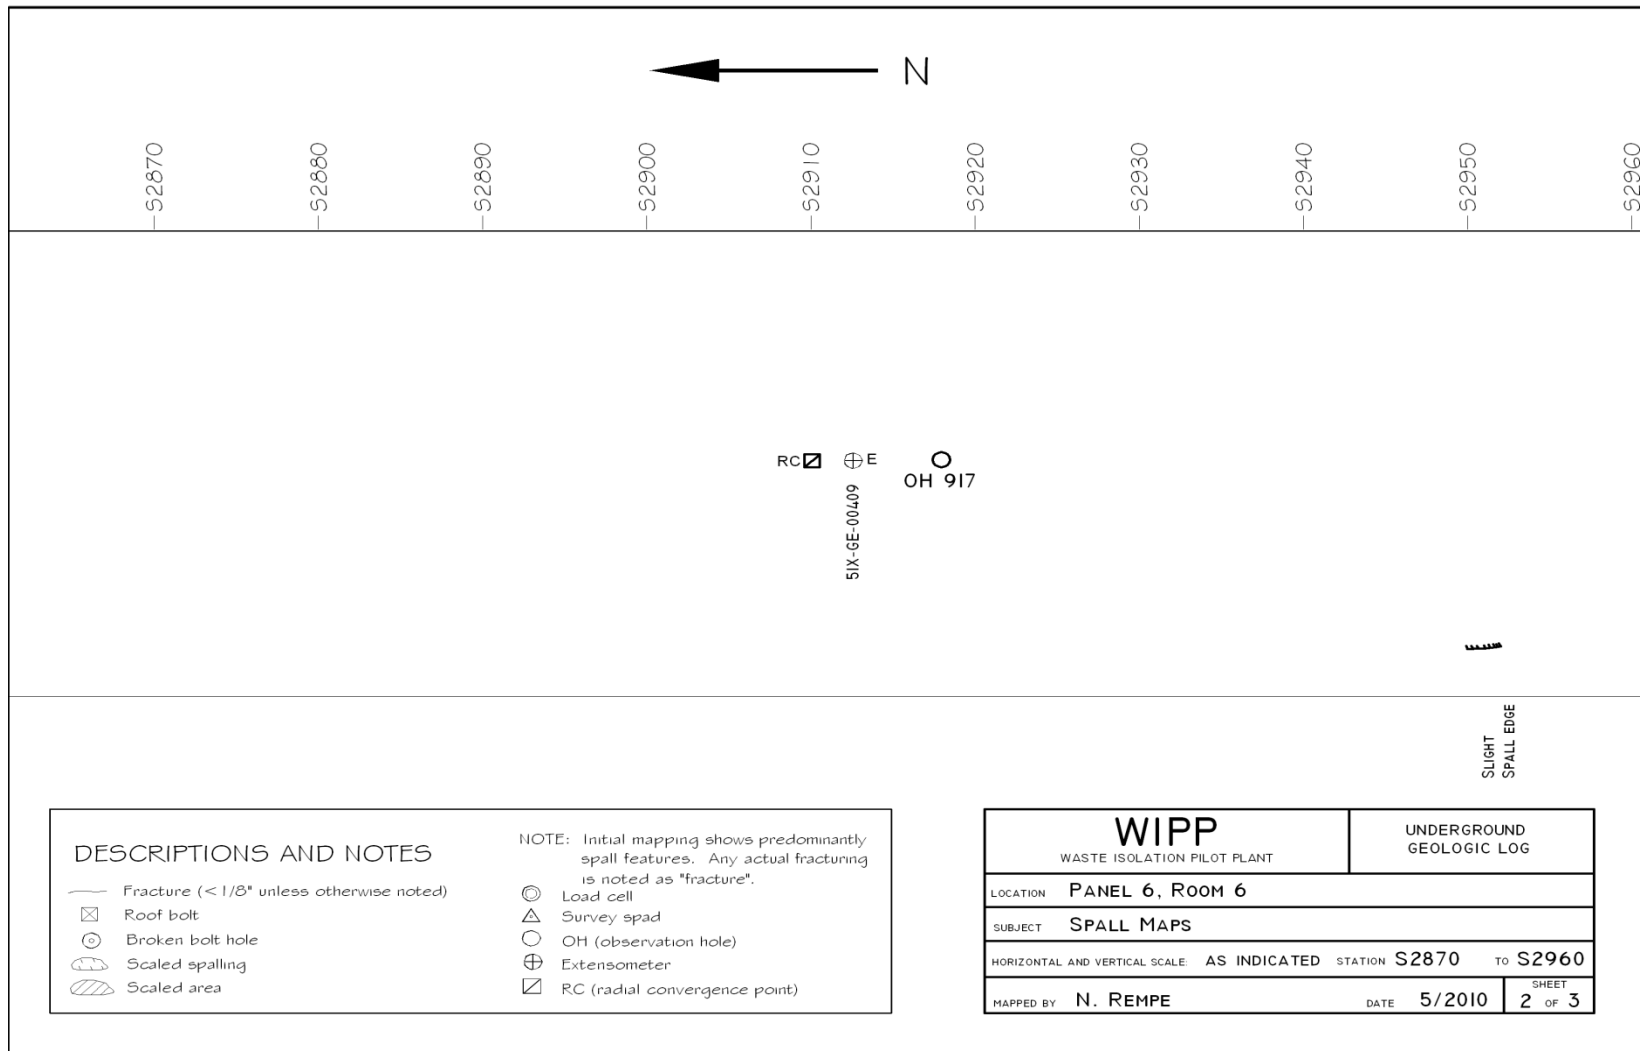 N
S2870
S2880
S2890
S2900
S2910
S2920
S2930
S2940
S2950
S2960
RC
E
OH 917
51X-GE-00409
SLIGHT
SPALL EDGE
DESCRIPTIONS AND NOTES
Fracture (< 1/8" unless otherwise noted)
Roof bolt
Broken bolt hole
Scaled spalling
Scaled area
NOTE: Initial mapping shows predominantly
spall features. Any actual fracturing
is noted as "fracture".
Load cell
Survey spad
OH (observation hole)
Extensometer
RC (radial convergence point)
WIPP
WASTE ISOLATION PILOT PLANT
UNDERGROUND
GEOLOGIC LOG
LOCATION PANEL 6, ROOM 6
SUBJECT SPALL MAPS
HORIZONTAL AND VERTICAL SCALE: AS INDICATED STATION S2870 TO S2960
MAPPED BY N. REMPE DATE 5/2010
SHEET
2 OF 3